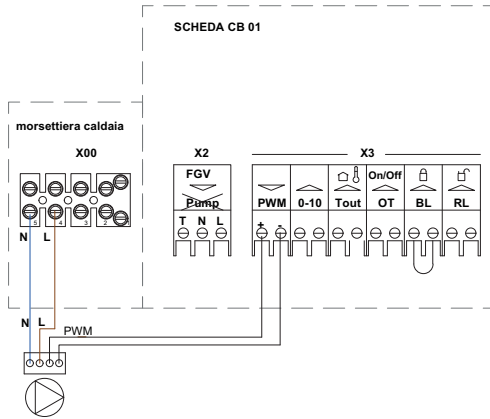 SCHEDA CB 01
morsettiera caldaia
X00
X2
X3
FGV
Pump
T N L
PWM
0-10
Tout
On/Off
OT
BL
RL
+ -
5 4 3 2
N L
N L
PWM